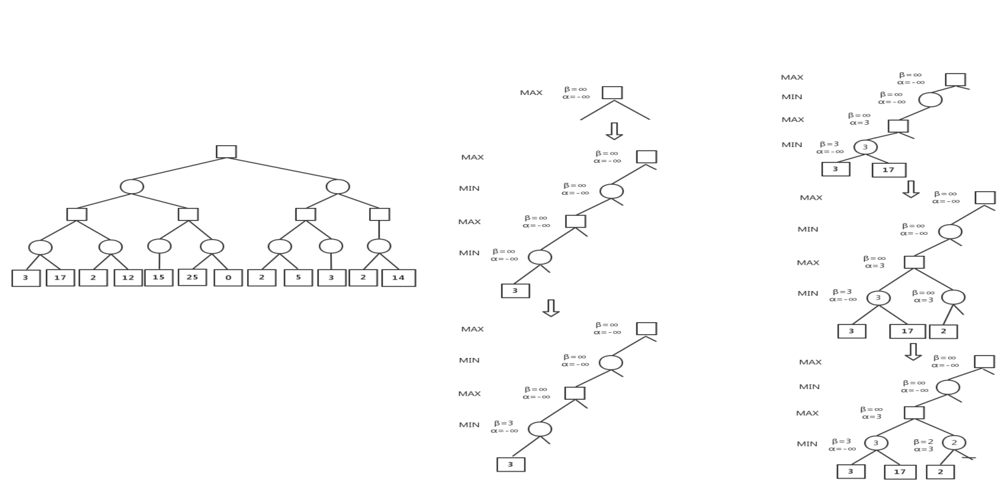 3 17 2 12 15 25 0 2 5 3 2 14
MAX β=∞
α=-∞
MAX β=∞
α=-∞
MIN β=∞
α=-∞
MAX β=∞
α=-∞
MIN β=∞
α=-∞
3
MAX β=∞
α=-∞
MIN β=∞
α=-∞
MAX β=∞
α=-∞
MIN β=3
α=-∞
3
MAX β=∞
α=-∞
MIN β=∞
α=-∞
MAX β=∞
α=3
MIN β=3 3
α=-∞
3 17
MAX β=∞
α=-∞
MIN β=∞
α=-∞
MAX β=∞
α=3
MIN β=3 3 β=∞
α=-∞ α=3
3 17 2
MAX β=∞
α=-∞
MIN β=∞
α=-∞
MAX β=∞
α=3
MIN β=3 3 β=2 2
α=-∞ α=3
3 17 2